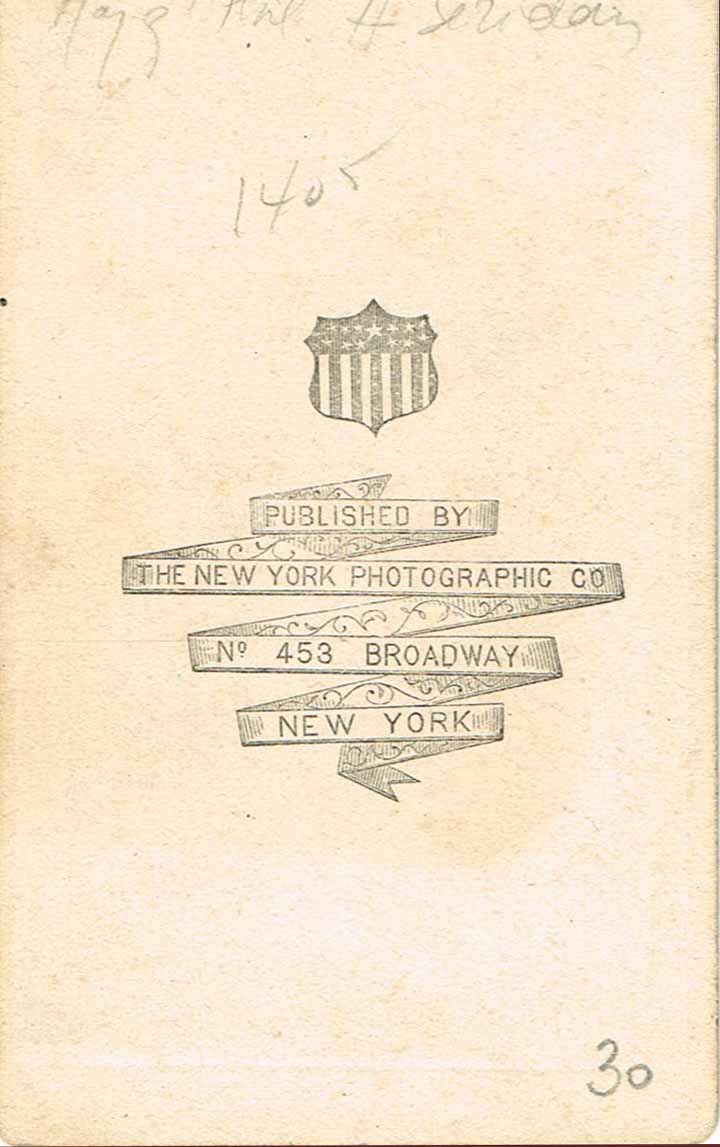 1405
PUBLISHED BY
THE NEW YORK PHOTOGRAPHIC CO
Nº 453 BROADWAY
NEW YORK
30